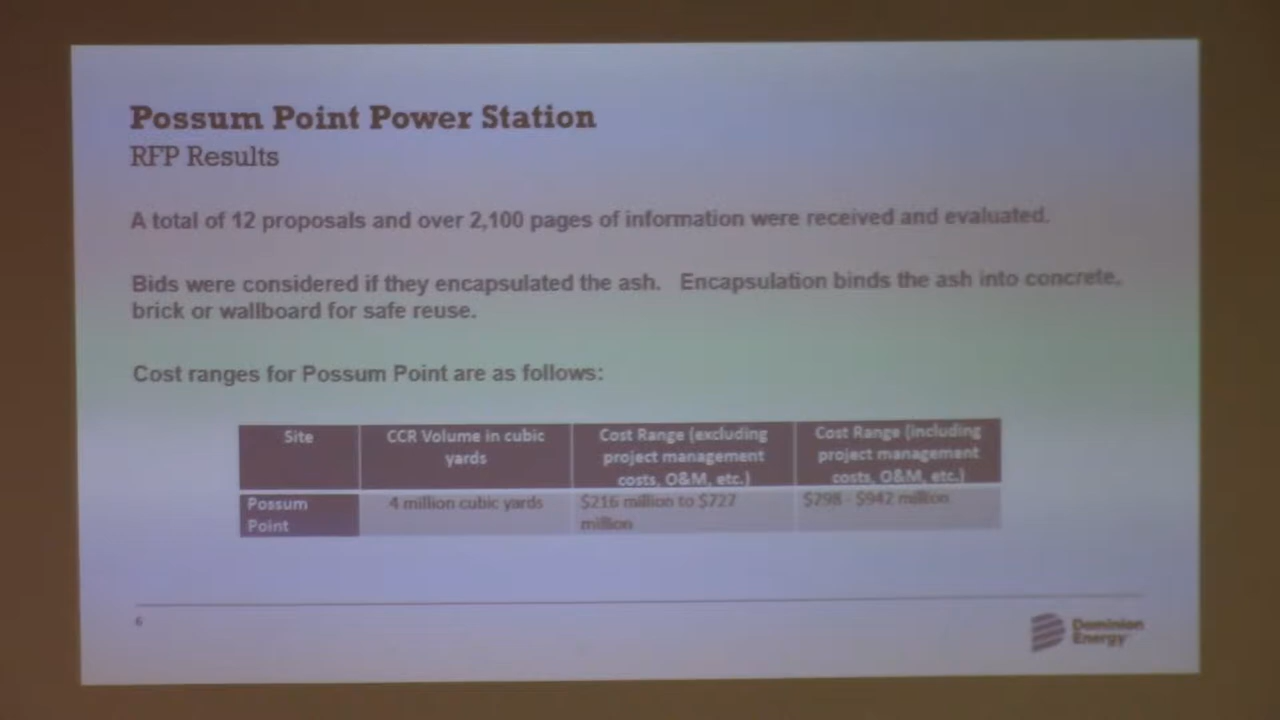 Possum Point Power Station
RFP Results
A total of 12 proposals and over 2,100 pages of information were received and evaluated.
Bids were considered if they encapsulated the ash. Encapsulation binds the ash into concrete,
brick or wallboard for safe reuse.
Cost ranges for Possum Point are as follows:
Site
CCR Volume in cubic
yards
Cost Range (excluding
project management
costs, O&M, etc.)
Cost Range (including
project management
costs, O&M, etc.)
Possum
Point
4 million cubic yards
$216 million to $727
million
$298 - $942 million
6
Dominion
Energy